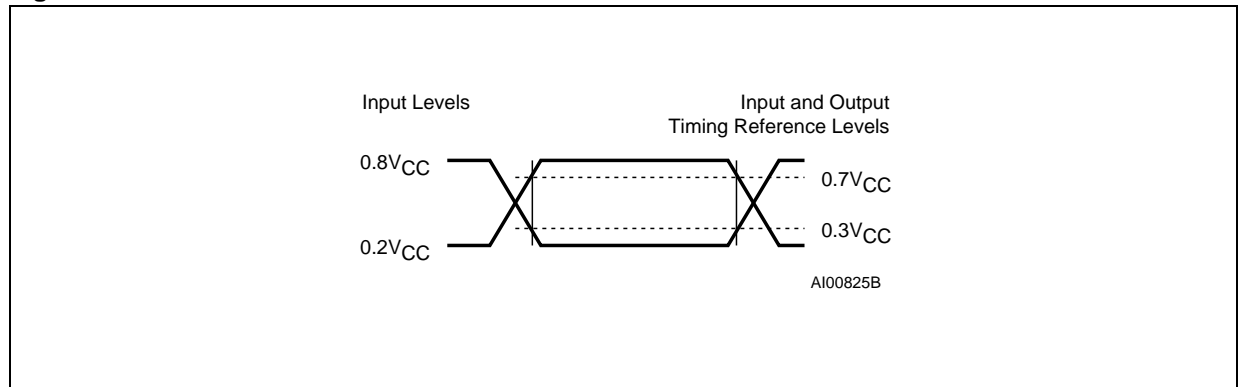 Input Levels
Input and Output
Timing Reference Levels
0.8VCC
0.7VCC
0.3VCC
0.2VCC
AI00825B